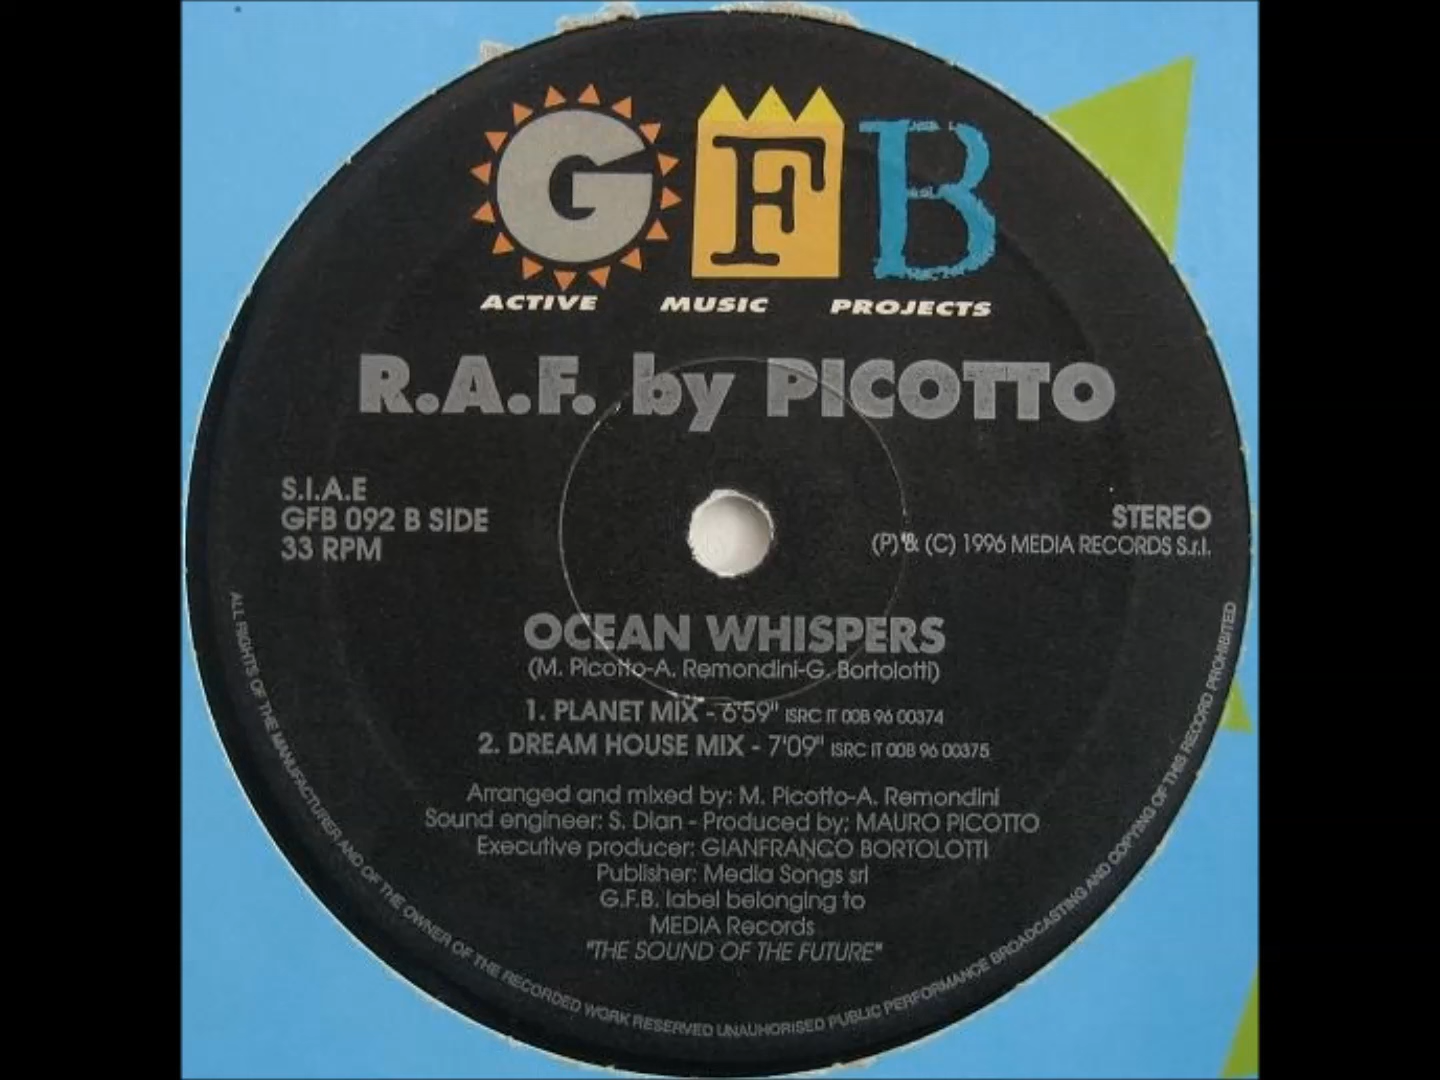 GFB
ACTIVE MUSIC PROJECTS
R.A.F. by PICOTTO
S.I.A.E
GFB 092 B SIDE
33 RPM
STEREO
(P) & (C) 1996 MEDIA RECORDS S.r.l.
OCEAN WHISPERS
(M. Picotto-A. Remondini-G. Bortolotti)
1. PLANET MIX - 6'59" ISRC IT 00B 96 00374
2. DREAM HOUSE MIX - 7'09" ISRC IT 00B 96 00375
Arranged and mixed by: M. Picotto-A. Remondini
Sound engineer: S. Dian - Produced by: MAURO PICOTTO
Executive producer: GIANFRANCO BORTOLOTTI
Publisher: Media Songs srl
G.F.B. label belonging to
MEDIA Records
"THE SOUND OF THE FUTURE"
ALL RIGHTS OF THE MANUFACTURER AND OF THE OWNER OF THE RECORDED WORK RESERVED UNAUHORISED PUBLIC PERFORMANCE BROADCASTING AND COPYING OF THIS RECORD PROHIBITED